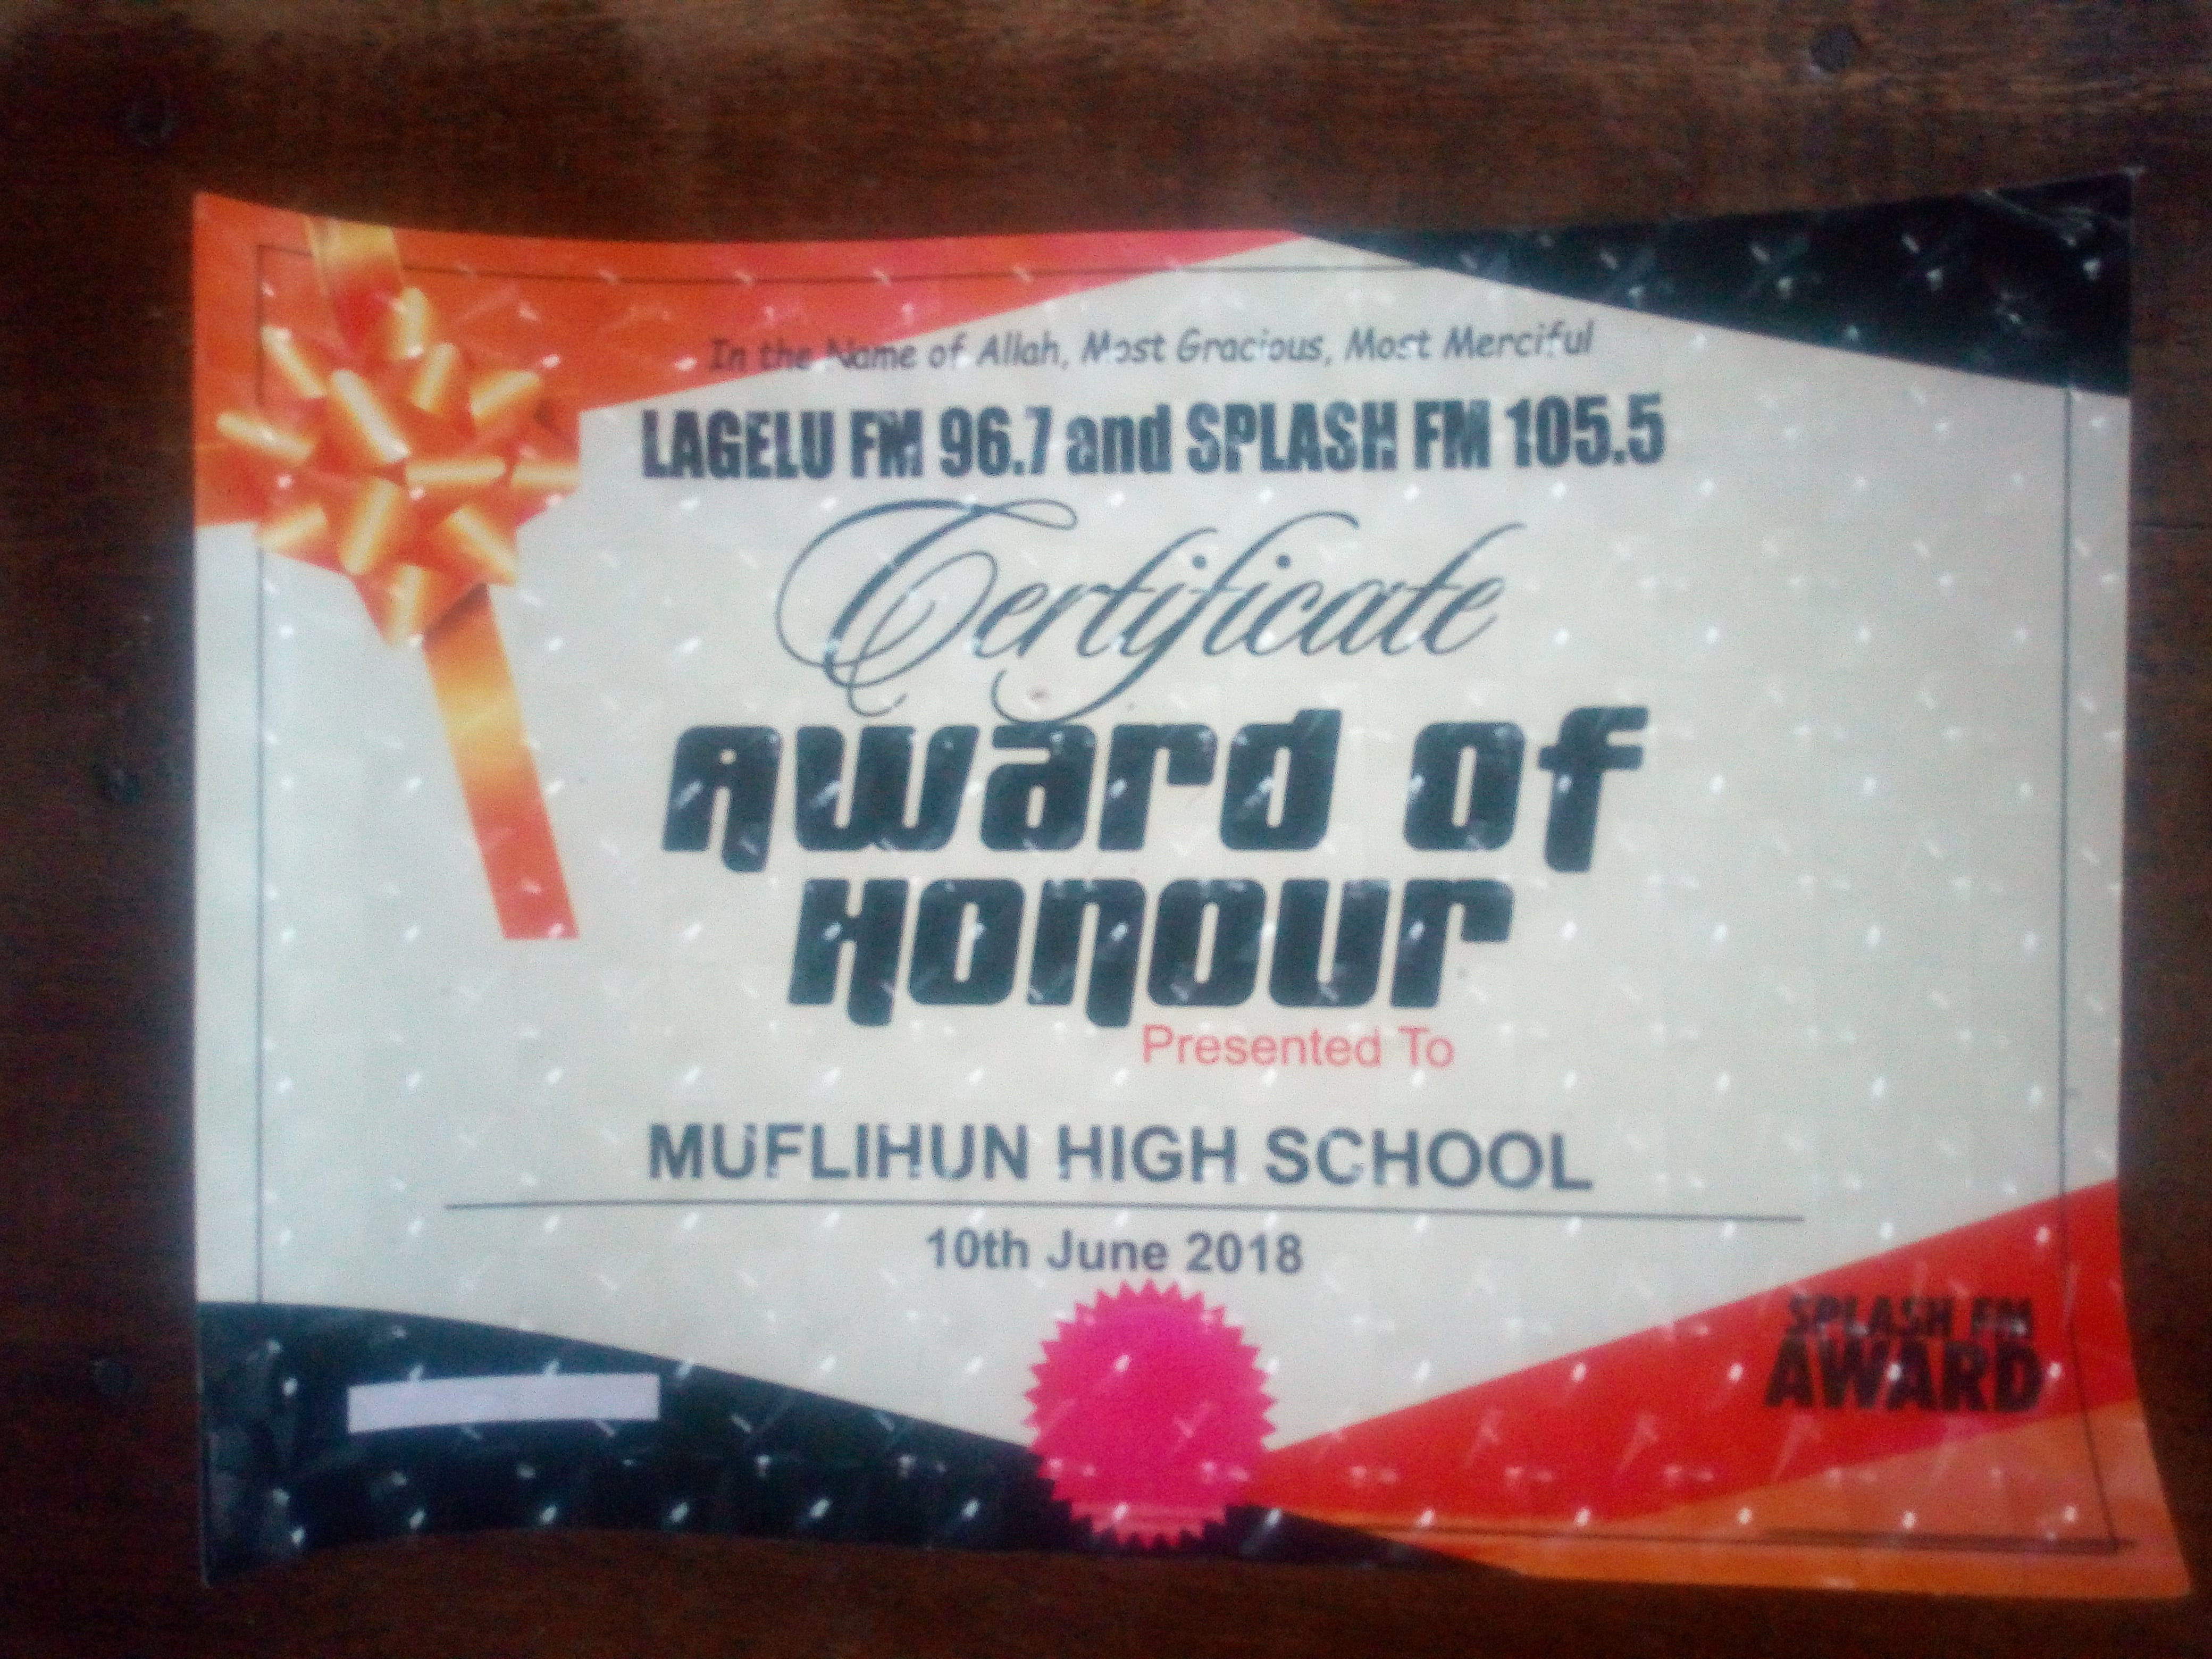 In the Name of Allah, Most Gracious, Most Merciful
LAGELU FM 96.7 and SPLASH FM 105.5
Certificate
Award of
Honour
Presented To
MUFLIHUN HIGH SCHOOL
10th June 2018
SPLASH FM
AWARD